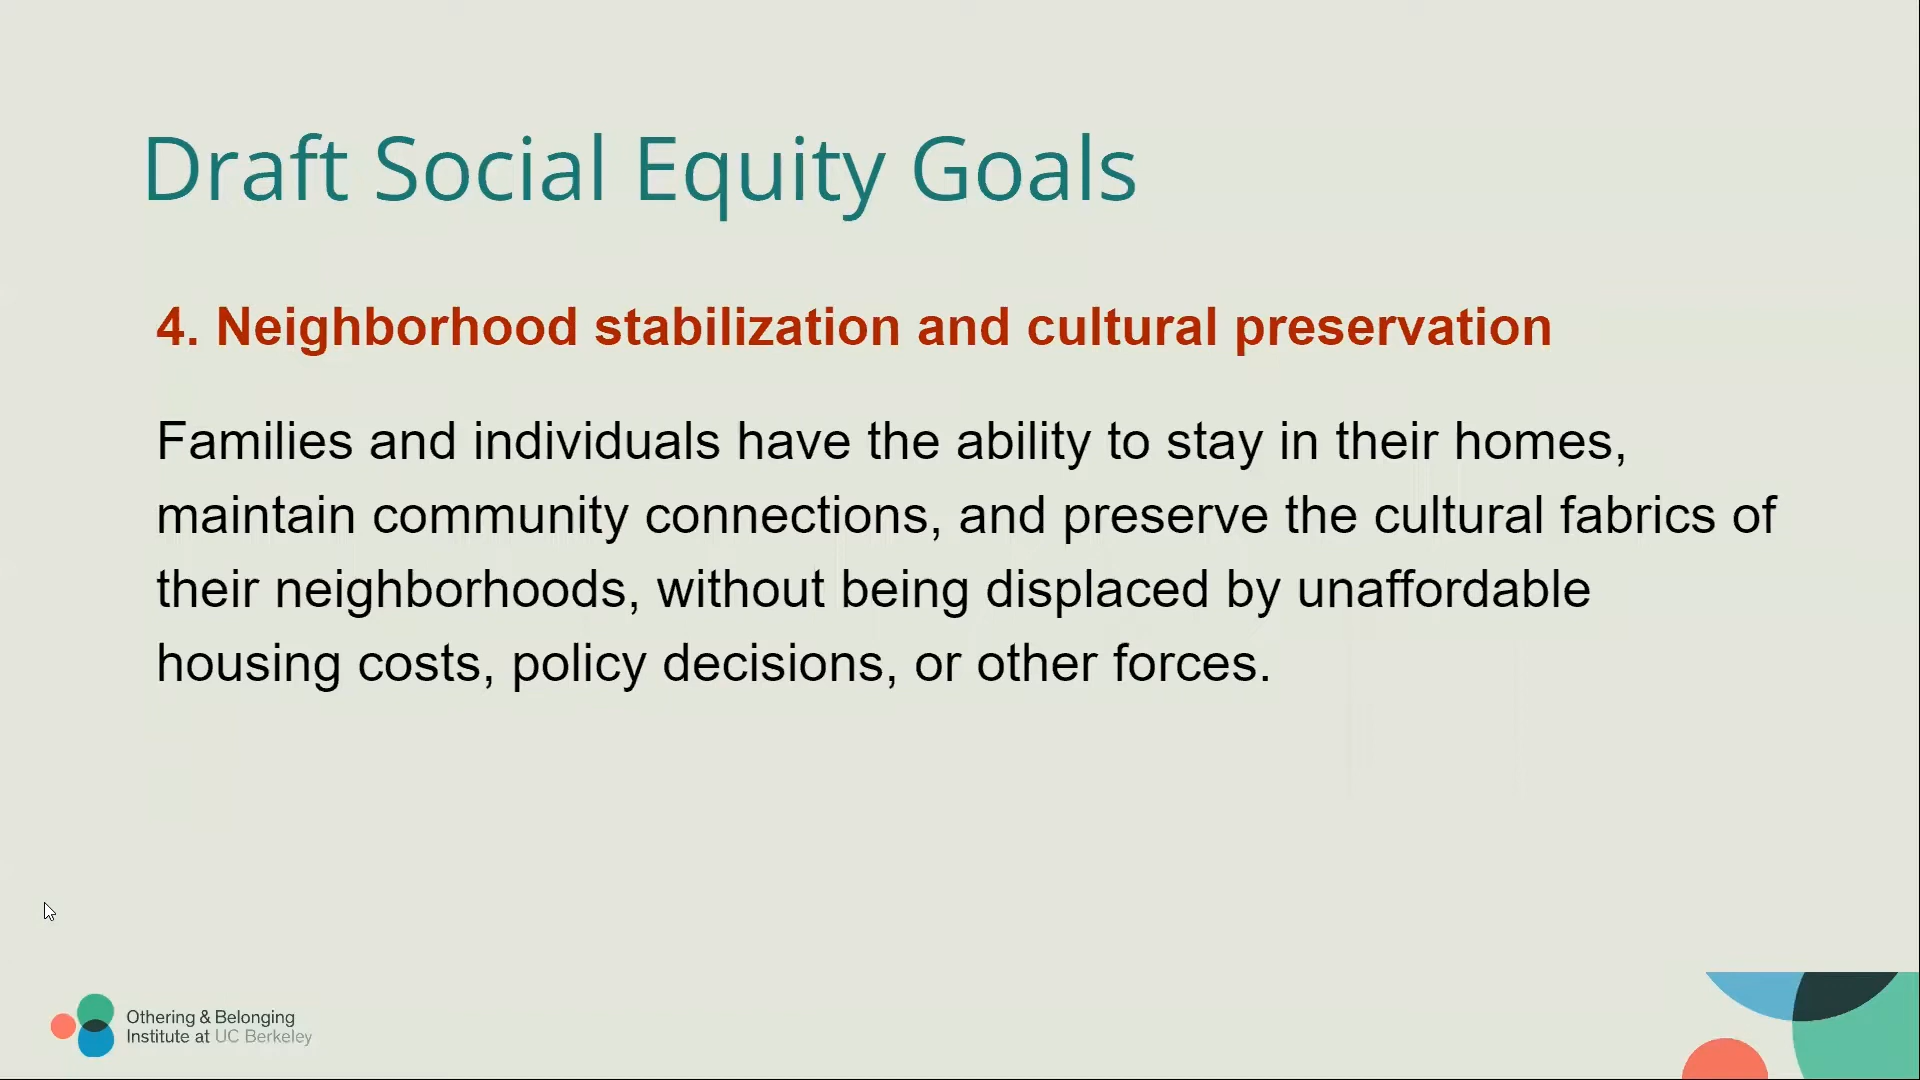 Draft Social Equity Goals
4. Neighborhood stabilization and cultural preservation
Families and individuals have the ability to stay in their homes,
maintain community connections, and preserve the cultural fabrics of
their neighborhoods, without being displaced by unaffordable
housing costs, policy decisions, or other forces.
Othering & Belonging
Institute at UC Berkeley